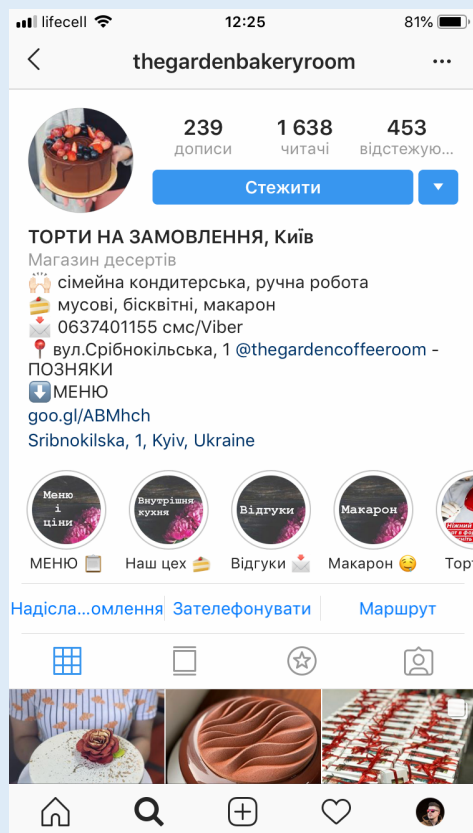 lifecell 12:25 81%
thegardenbakeryroom
239 1 638 453
дописи читачі відстежую...
Стежити
ТОРТИ НА ЗАМОВЛЕННЯ, Київ
Магазин десертів
🙌🏻 сімейна кондитерська, ручна робота
🍰 мусові, бісквітні, макарон
📩 0637401155 смс/Viber
📍 вул.Срібнокільська, 1 @thegardencoffeeroom -
ПОЗНЯКИ
⬇️МЕНЮ
goo.gl/ABMhch
Sribnokilska, 1, Kyiv, Ukraine
Меню
і
ціни
Внутрішня
кухня
Відгуки
Макарон
Ніжний
МЕНЮ 📋 Наш цех 🍰 Відгуки 📩 Макарон 🤤 Тор
Надісла...омлення Зателефонувати Маршрут